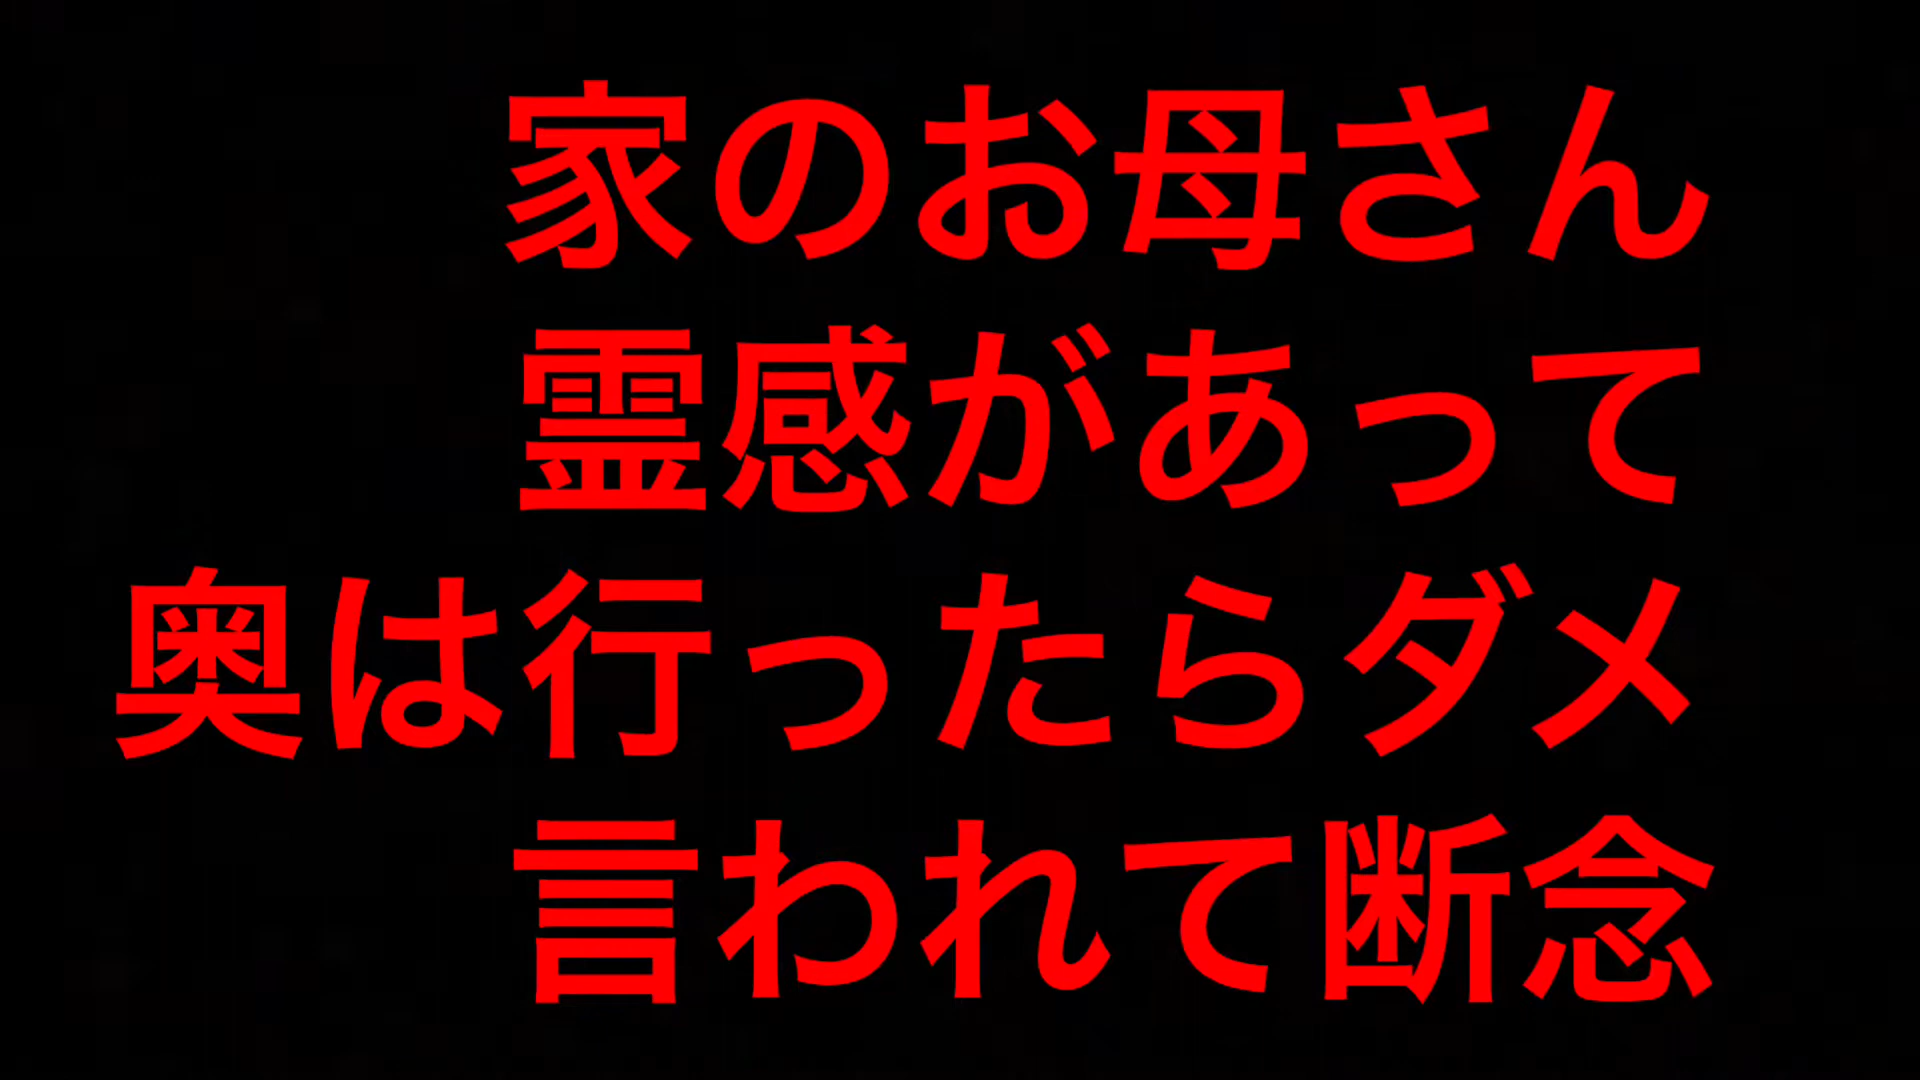 家のお母さん
霊感があって
奥は行ったらダメ
言われて断念